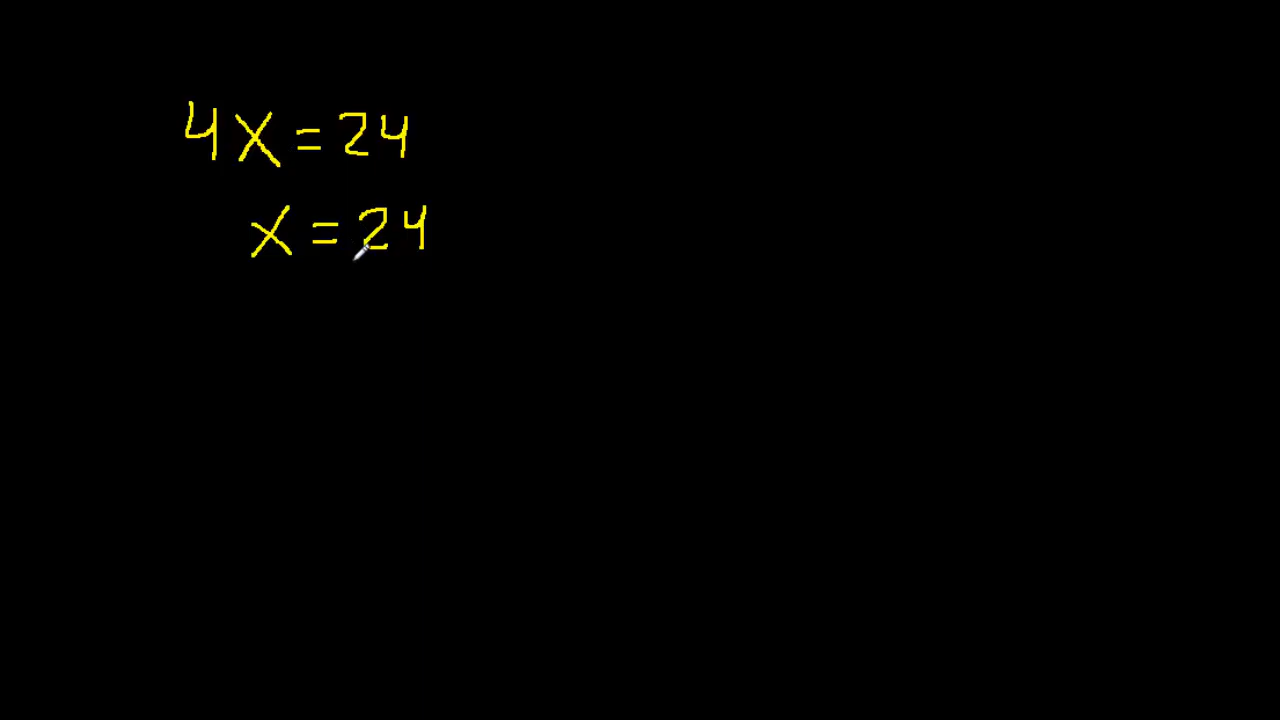 4x = 24
x = 24